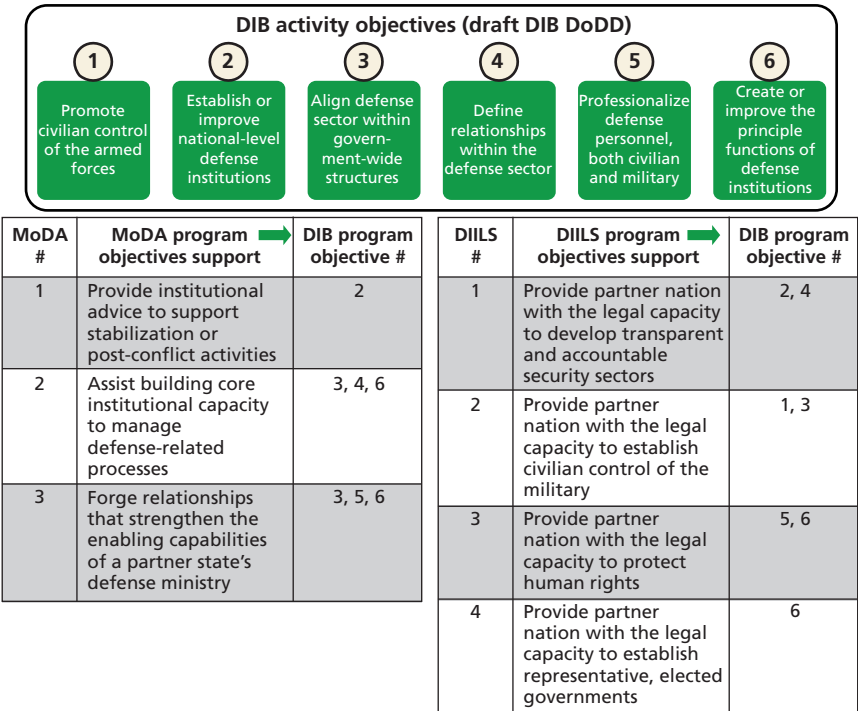 DIB activity objectives (draft DIB DoDD)
1
Promote
civilian control
of the armed
forces
2
Establish or
improve
national-level
defense
institutions
3
Align defense
sector within
govern-
ment-wide
structures
4
Define
relationships
within the
defense sector
5
Professionalize
defense
personnel,
both civilian
and military
6
Create or
improve the
principle
functions of
defense
institutions
MoDA
#
MoDA program
objectives support
DIB program
objective #
1
Provide institutional
advice to support
stabilization or
post-conflict activities
2
2
Assist building core
institutional capacity
to manage
defense-related
processes
3, 4, 6
3
Forge relationships
that strengthen the
enabling capabilities
of a partner state’s
defense ministry
3, 5, 6
DIILS
#
DIILS program
objectives support
DIB program
objective #
1
Provide partner nation
with the legal capacity
to develop transparent
and accountable
security sectors
2, 4
2
Provide partner
nation with the legal
capacity to establish
civilian control of the
military
1, 3
3
Provide partner
nation with the legal
capacity to protect
human rights
5, 6
4
Provide partner
nation with the legal
capacity to establish
representative, elected
governments
6